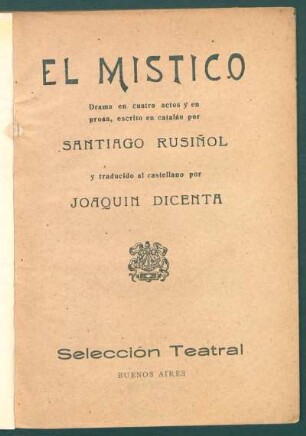 EL MISTICO
Drama en cuatro actos y en
prosa, escrito en catalán por
SANTIAGO RUSIÑOL
y traducido al castellano por
JOAQUIN DICENTA
Selección Teatral
BUENOS AIRES